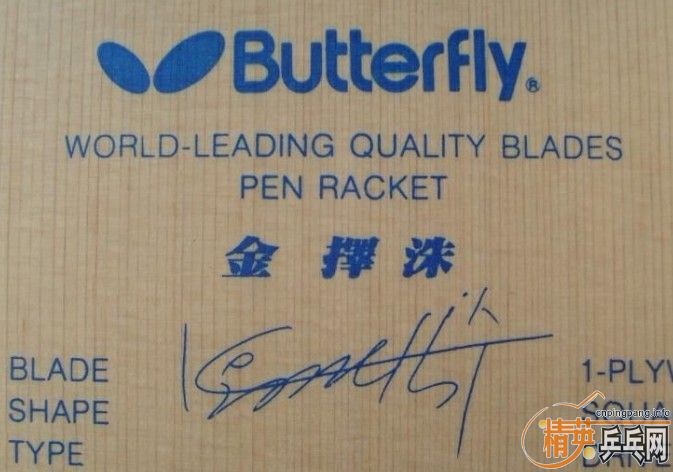 Butterfly®
WORLD-LEADING QUALITY BLADES
PEN RACKET
金擇洙
BLADE 1-PLYW
SHAPE SQUA
TYPE
cnpingpang.info
精英乒乓网